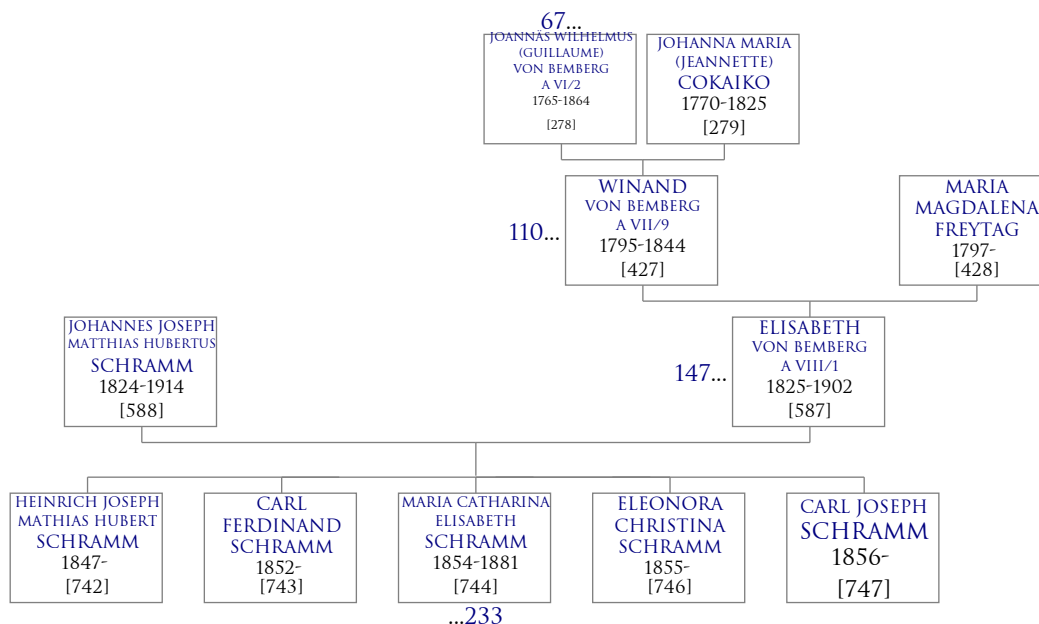 67...
JOANNÄS WILHELMUS
(GUILLAUME)
VON BEMBERG
A VI/2
1765-1864
[278]
JOHANNA MARIA
(JEANNETTE)
COKAIKO
1770-1825
[279]
110...
WINAND
VON BEMBERG
A VII/9
1795-1844
[427]
MARIA
MAGDALENA
FREYTAG
1797-
[428]
JOHANNES JOSEPH
MATTHIAS HUBERTUS
SCHRAMM
1824-1914
[588]
147...
ELISABETH
VON BEMBERG
A VIII/1
1825-1902
[587]
HEINRICH JOSEPH
MATHIAS HUBERT
SCHRAMM
1847-
[742]
CARL
FERDINAND
SCHRAMM
1852-
[743]
MARIA CATHARINA
ELISABETH
SCHRAMM
1854-1881
[744]
...233
ELEONORA
CHRISTINA
SCHRAMM
1855-
[746]
CARL JOSEPH
SCHRAMM
1856-
[747]